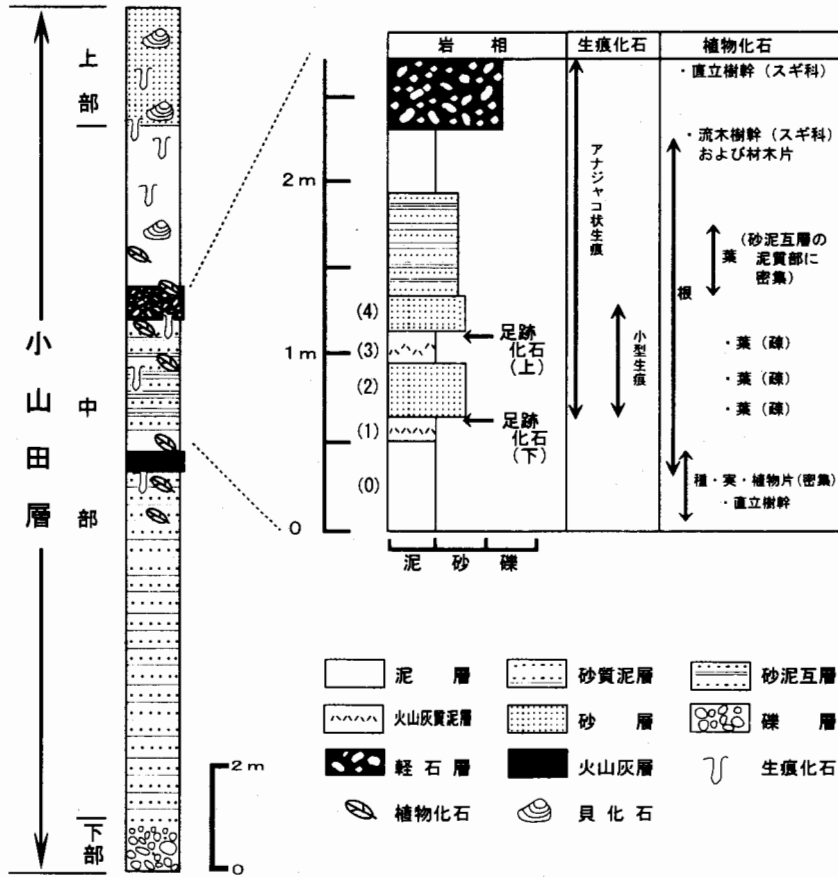 小山田層
上部
中部
下部
2m
0
岩相
生痕化石
植物化石
2m
1m
0
(4)
(3)
(2)
(1)
(0)
足跡
化石
(上)
足跡
化石
(下)
泥
砂
礫
アナジャコ状生痕
小型生痕
・直立樹幹(スギ科)
・流木樹幹(スギ科)
および材木片
根
葉
(砂泥互層の
泥質部に
密集)
・葉(疎)
・葉(疎)
・葉(疎)
種・実・植物片(密集)
・直立樹幹
泥層
砂質泥層
砂泥互層
火山灰質泥層
砂層
礫層
軽石層
火山灰層
生痕化石
植物化石
貝化石